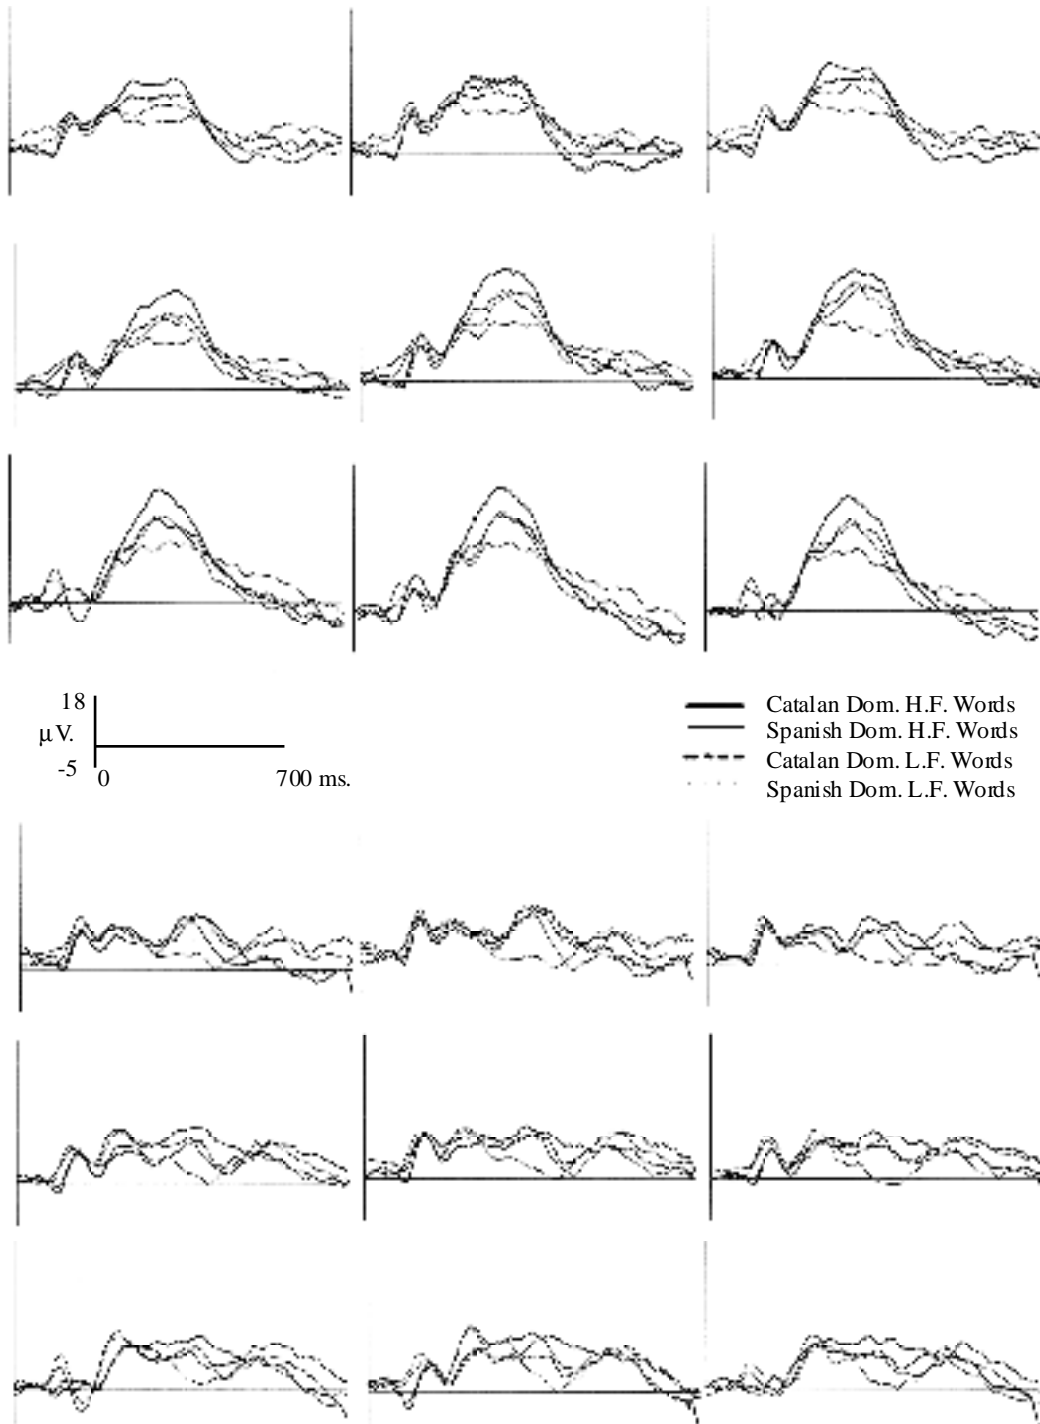 18
μV.
-5
0
700 ms.
Catalan Dom. H.F. Words
Spanish Dom. H.F. Words
Catalan Dom. L.F. Words
Spanish Dom. L.F. Words